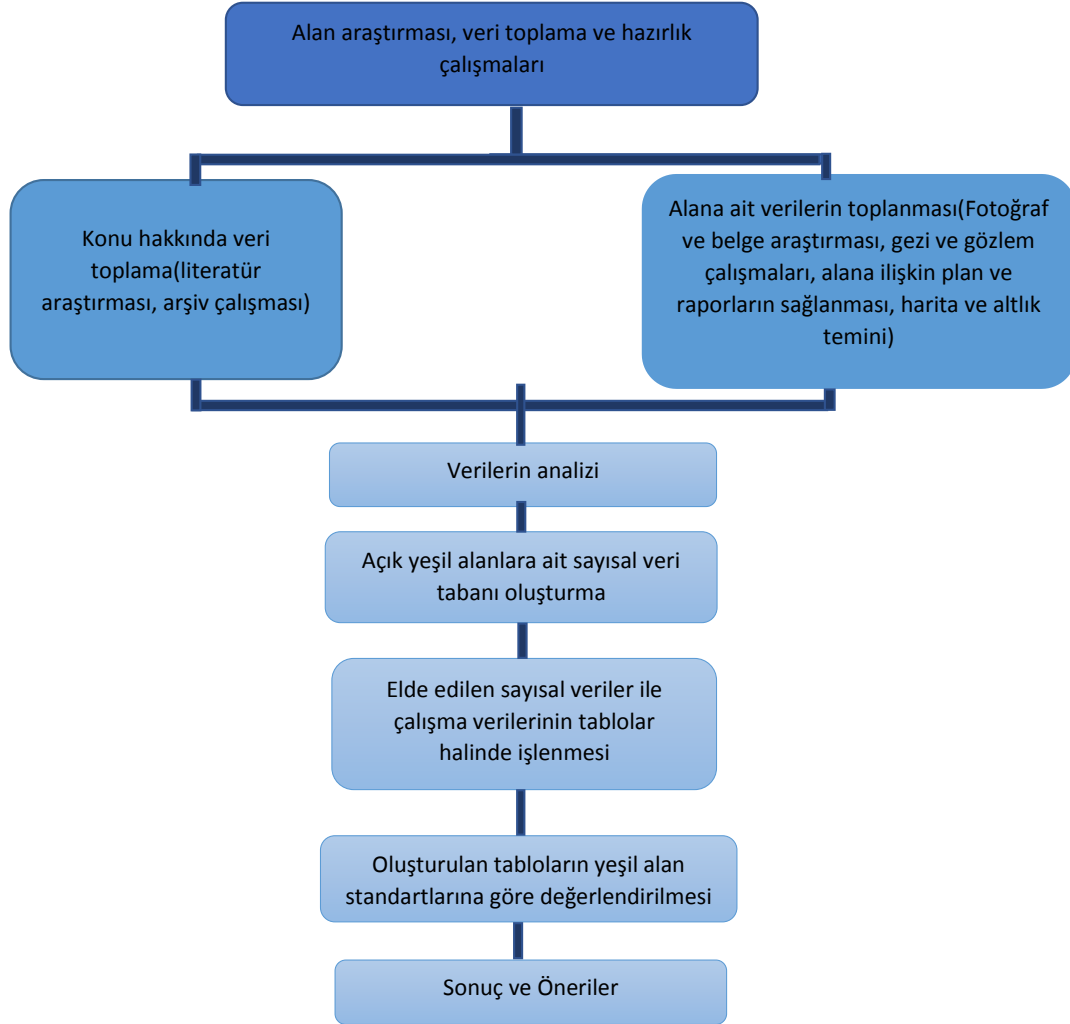 Alan araştırması, veri toplama ve hazırlık
çalışmaları
Konu hakkında veri
toplama(literatür
araştırması, arşiv çalışması)
Alana ait verilerin toplanması(Fotoğraf
ve belge araştırması, gezi ve gözlem
çalışmaları, alana ilişkin plan ve
raporların sağlanması, harita ve altlık
temini)
Verilerin analizi
Açık yeşil alanlara ait sayısal veri
tabanı oluşturma
Elde edilen sayısal veriler ile
çalışma verilerinin tablolar
halinde işlenmesi
Oluşturulan tabloların yeşil alan
standartlarına göre değerlendirilmesi
Sonuç ve Öneriler